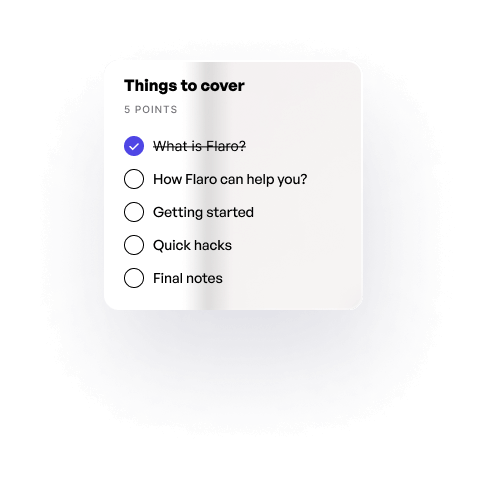 Things to cover
5 POINTS
What is Flaro?
How Flaro can help you?
Getting started
Quick hacks
Final notes